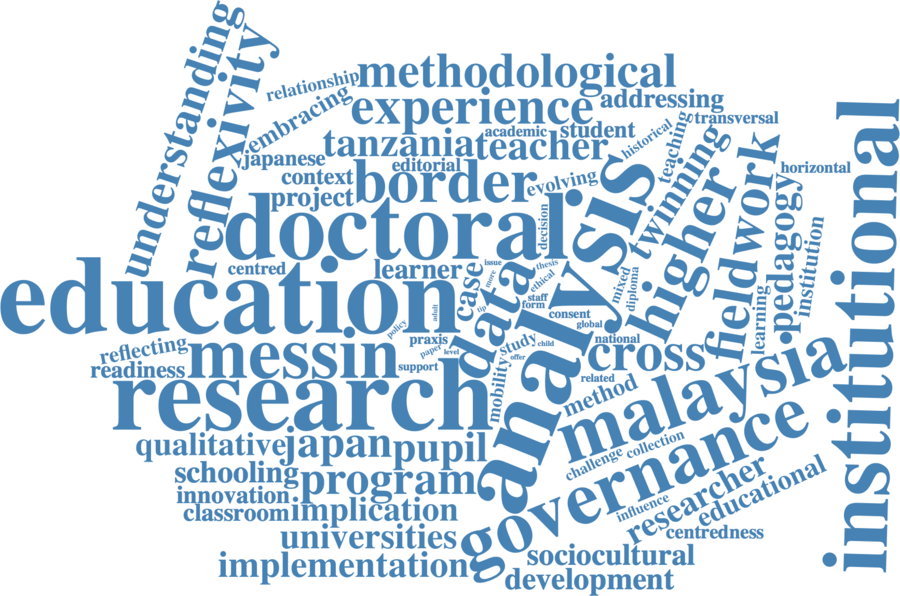 understanding
reflexivity
relationship
embracing
methodological
experience
addressing
transversal
academic
student
historical
teaching
tanzania
teacher
japanese
editorial
context
border
evolving
twinning
horizontal
project
doctoral
decision
analysis
higher
fieldwork
pedagogy
institution
institutional
centred
learner
case
data
issue
thesis
more
ethical
mixed
diploma
education
tip
staff
form
adult
consent
global
learning
policy
praxis
study
child
national
paper
level
offer
cross
reflecting
messin
readiness
support
mobility
related
method
malaysia
research
qualitative
japan
pupil
challenge
collection
governance
schooling
program
innovation
influence
researcher
educational
classroom
implication
centredness
universities
sociocultural
implementation
development